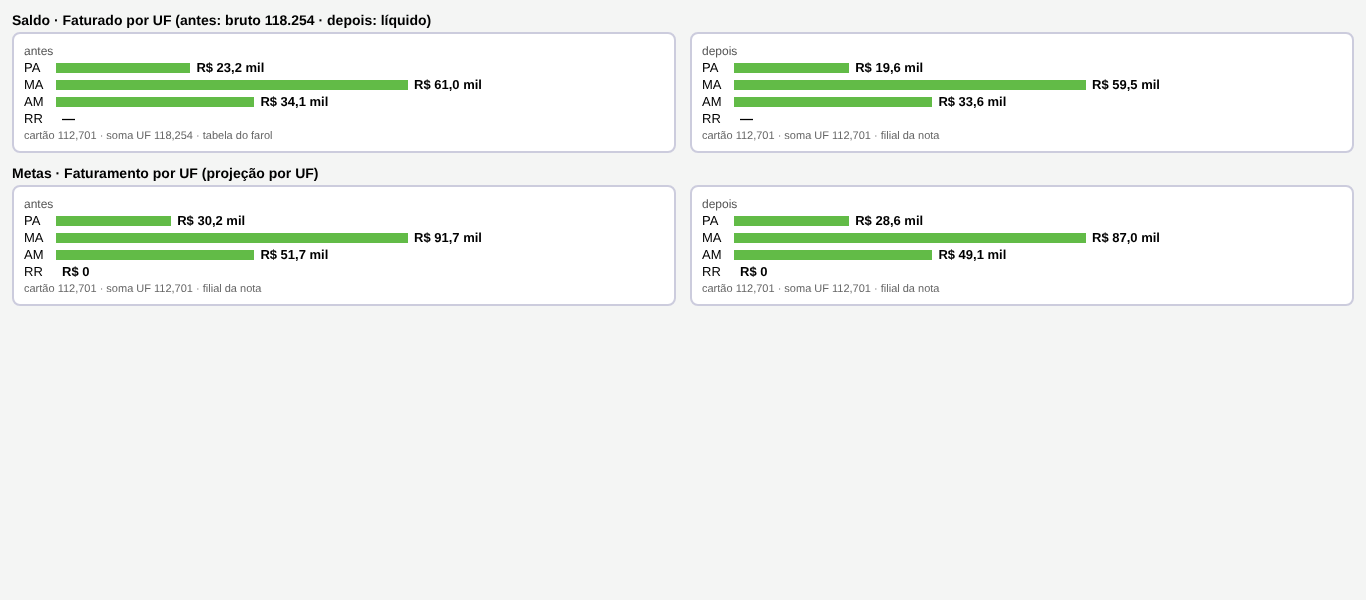 Saldo · Faturado por UF (antes: bruto 118.254 · depois: líquido)
antes
PA R$ 23,2 mil
MA R$ 61,0 mil
AM R$ 34,1 mil
RR —
cartão 112,701 · soma UF 118,254 · tabela do farol
depois
PA R$ 19,6 mil
MA R$ 59,5 mil
AM R$ 33,6 mil
RR —
cartão 112,701 · soma UF 112,701 · filial da nota
Metas · Faturamento por UF (projeção por UF)
antes
PA R$ 30,2 mil
MA R$ 91,7 mil
AM R$ 51,7 mil
RR R$ 0
cartão 112,701 · soma UF 112,701 · filial da nota
depois
PA R$ 28,6 mil
MA R$ 87,0 mil
AM R$ 49,1 mil
RR R$ 0
cartão 112,701 · soma UF 112,701 · filial da nota